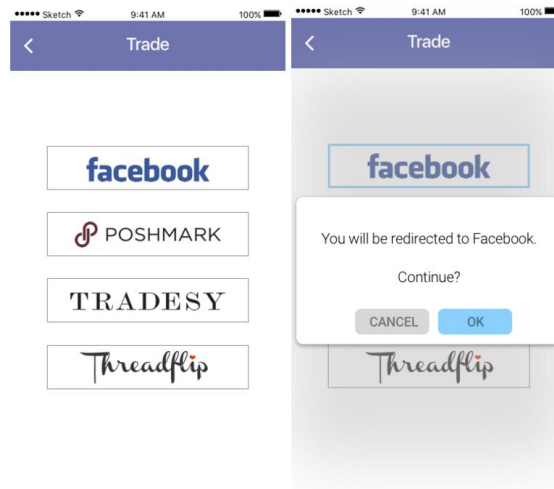 Sketch 9:41 AM 100%
Trade
facebook
POSHMARK
TRADESY
Threadflip
Sketch 9:41 AM 100%
Trade
facebook
You will be redirected to Facebook.
Continue?
CANCEL OK
Threadflip